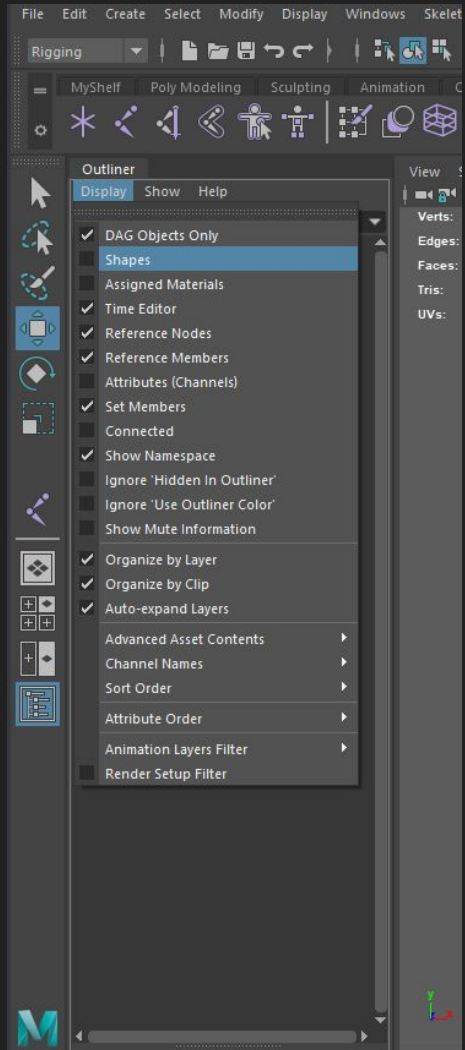 File Edit Create Select Modify Display Windows Skelet
Rigging
MyShelf Poly Modeling Sculpting Animation
Outliner
Display Show Help
View
DAG Objects Only
Shapes
Assigned Materials
Time Editor
Reference Nodes
Reference Members
Attributes (Channels)
Set Members
Connected
Show Namespace
Ignore 'Hidden In Outliner'
Ignore 'Use Outliner Color'
Show Mute Information
Organize by Layer
Organize by Clip
Auto-expand Layers
Advanced Asset Contents
Channel Names
Sort Order
Attribute Order
Animation Layers Filter
Render Setup Filter
Verts:
Edges:
Faces:
Tris:
UVs:
y
x
M